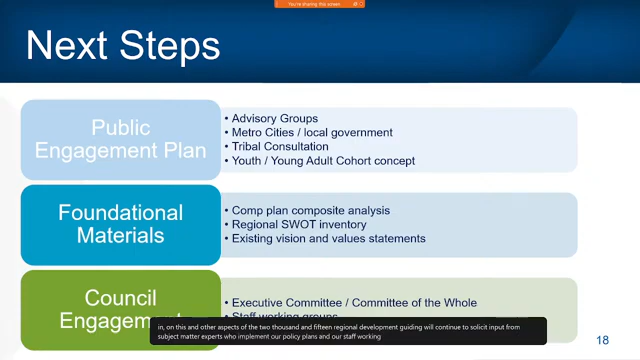 You're sharing this screen
Next Steps
Public
Engagement Plan
• Advisory Groups
• Metro Cities / local government
• Tribal Consultation
• Youth / Young Adult Cohort concept
Foundational
Materials
• Comp plan composite analysis
• Regional SWOT inventory
• Existing vision and values statements
Council
Engagement
• Executive Committee / Committee of the Whole
• Staff working groups
in, on this and other aspects of the two thousand and fifteen regional development guiding will continue to solicit input from
subject matter experts who implement our policy plans and our staff working
18